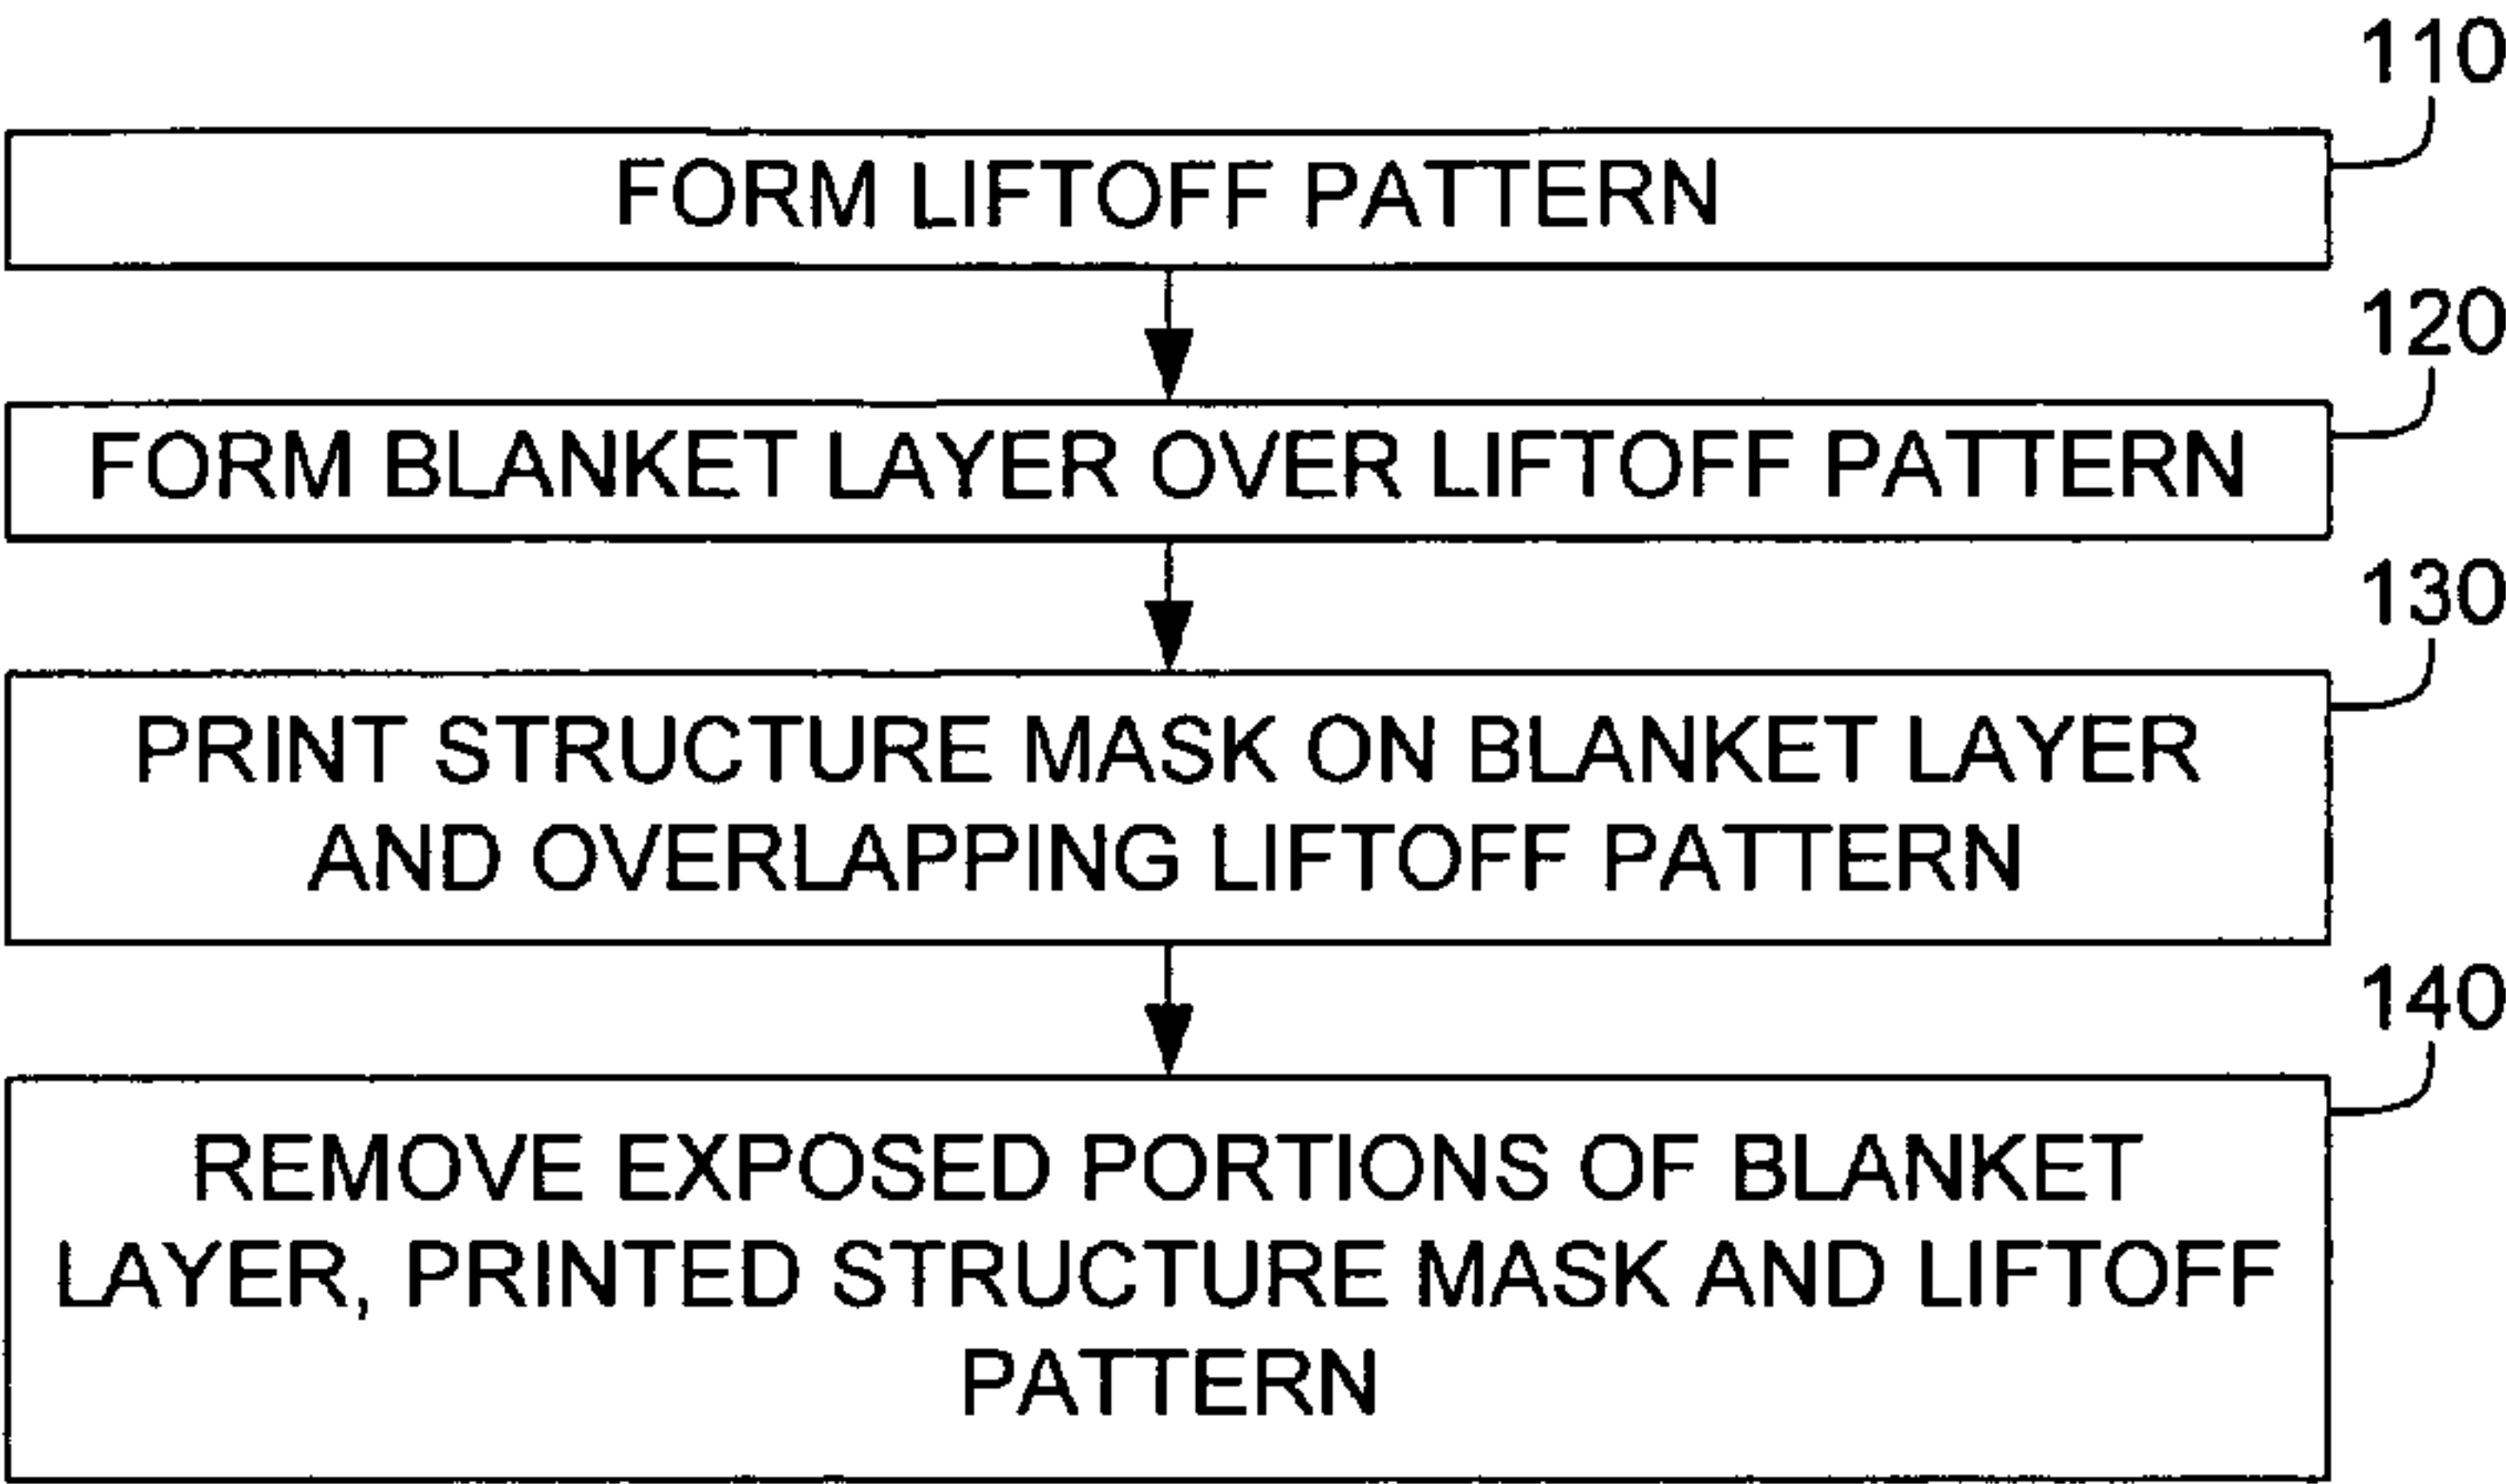 110
FORM LIFTOFF PATTERN
120
FORM BLANKET LAYER OVER LIFTOFF PATTERN
130
PRINT STRUCTURE MASK ON BLANKET LAYER
AND OVERLAPPING LIFTOFF PATTERN
140
REMOVE EXPOSED PORTIONS OF BLANKET
LAYER, PRINTED STRUCTURE MASK AND LIFTOFF
PATTERN